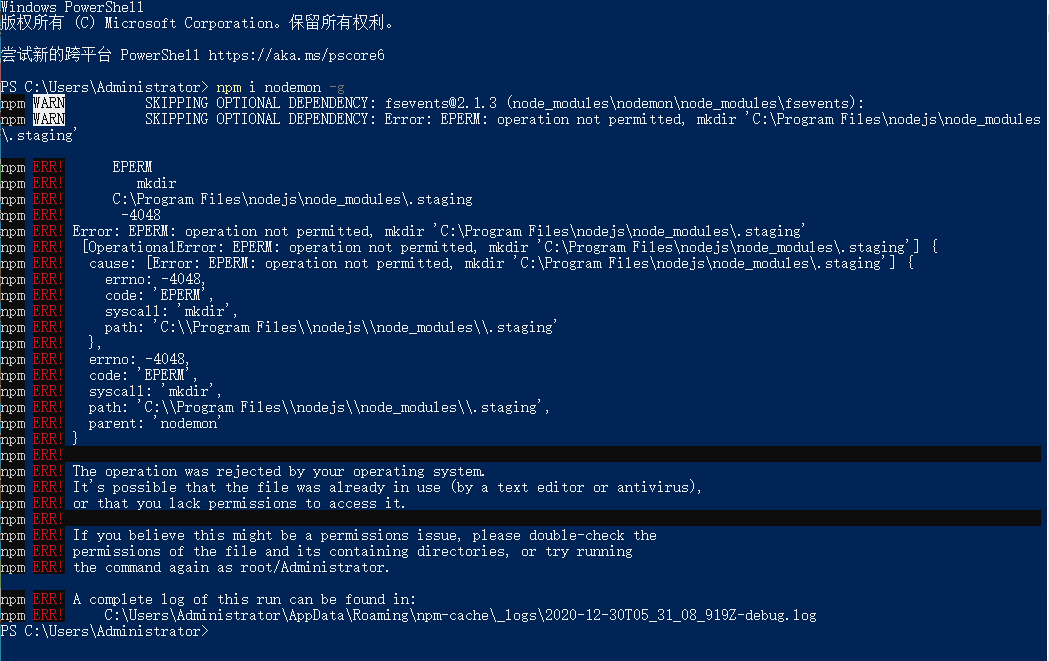 Windows PowerShell
版权所有 (C) Microsoft Corporation。保留所有权利。
尝试新的跨平台 PowerShell https://aka.ms/pscore6
PS C:\Users\Administrator> npm i nodemon -g
npm WARN SKIPPING OPTIONAL DEPENDENCY: fsevents@2.1.3 (node_modules\nodemon\node_modules\fsevents):
npm WARN SKIPPING OPTIONAL DEPENDENCY: Error: EPERM: operation not permitted, mkdir 'C:\Program Files\nodejs\node_modules
\.staging'
npm ERR! EPERM
npm ERR! mkdir
npm ERR! C:\Program Files\nodejs\node_modules\.staging
npm ERR! -4048
npm ERR! Error: EPERM: operation not permitted, mkdir 'C:\Program Files\nodejs\node_modules\.staging'
npm ERR! [OperationalError: EPERM: operation not permitted, mkdir 'C:\Program Files\nodejs\node_modules\.staging'] {
npm ERR! cause: [Error: EPERM: operation not permitted, mkdir 'C:\Program Files\nodejs\node_modules\.staging'] {
npm ERR! errno: -4048,
npm ERR! code: 'EPERM',
npm ERR! syscall: 'mkdir',
npm ERR! path: 'C:\\Program Files\\nodejs\\node_modules\\.staging'
npm ERR! },
npm ERR! errno: -4048,
npm ERR! code: 'EPERM',
npm ERR! syscall: 'mkdir',
npm ERR! path: 'C:\\Program Files\\nodejs\\node_modules\\.staging',
npm ERR! parent: 'nodemon'
npm ERR! }
npm ERR!
npm ERR! The operation was rejected by your operating system.
npm ERR! It's possible that the file was already in use (by a text editor or antivirus),
npm ERR! or that you lack permissions to access it.
npm ERR!
npm ERR! If you believe this might be a permissions issue, please double-check the
npm ERR! permissions of the file and its containing directories, or try running
npm ERR! the command again as root/Administrator.
npm ERR! A complete log of this run can be found in:
npm ERR! C:\Users\Administrator\AppData\Roaming\npm-cache\_logs\2020-12-30T05_31_08_919Z-debug.log
PS C:\Users\Administrator>